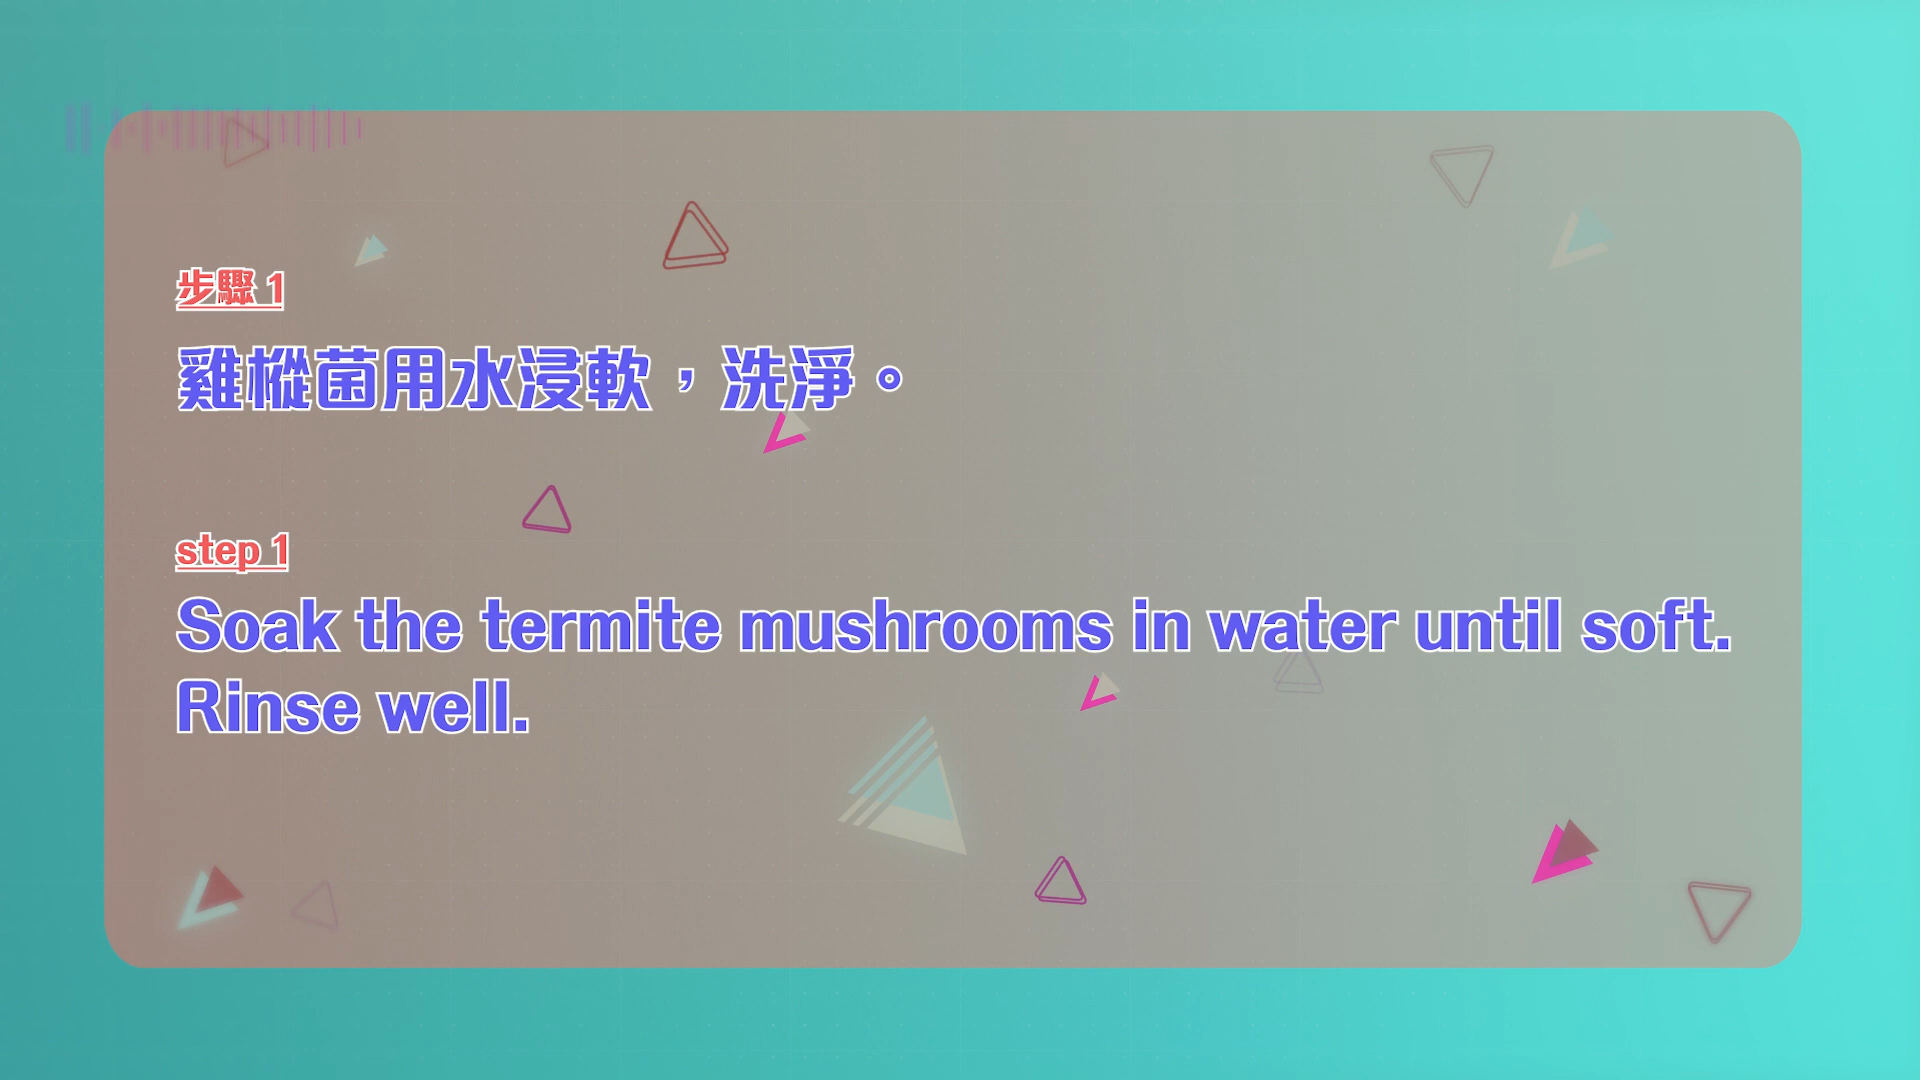 步驟 1
雞樅菌用水浸軟，洗淨。
step 1
Soak the termite mushrooms in water until soft.
Rinse well.